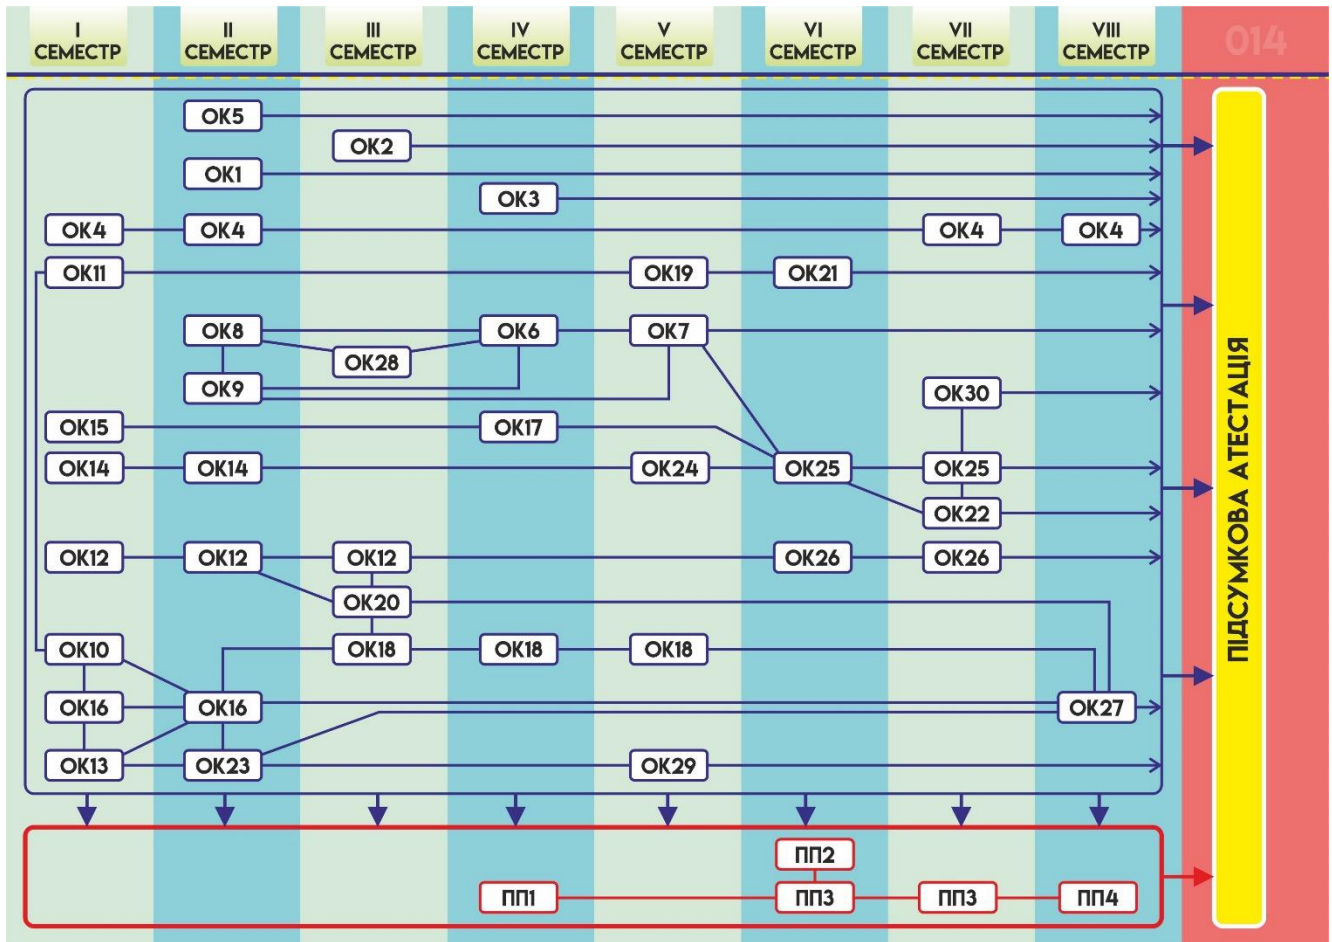 I
СЕМЕСТР
II
СЕМЕСТР
III
СЕМЕСТР
IV
СЕМЕСТР
V
СЕМЕСТР
VI
СЕМЕСТР
VII
СЕМЕСТР
VIII
СЕМЕСТР
014
ОК5
ОК2
ОК1
ОК3
ОК4 ОК4 ОК4 ОК4
ОК11 ОК19 ОК21
ОК8 ОК6 ОК7
ОК28
ОК9 ОК30
ОК15 ОК17
ОК14 ОК14 ОК24 ОК25 ОК25
ОК22
ОК12 ОК12 ОК12 ОК26 ОК26
ОК20
ОК10 ОК18 ОК18 ОК18
ОК16 ОК16 ОК27
ОК13 ОК23 ОК29
ПІДСУМКОВА АТЕСТАЦІЯ
ПП2
ПП1 ПП3 ПП3 ПП4